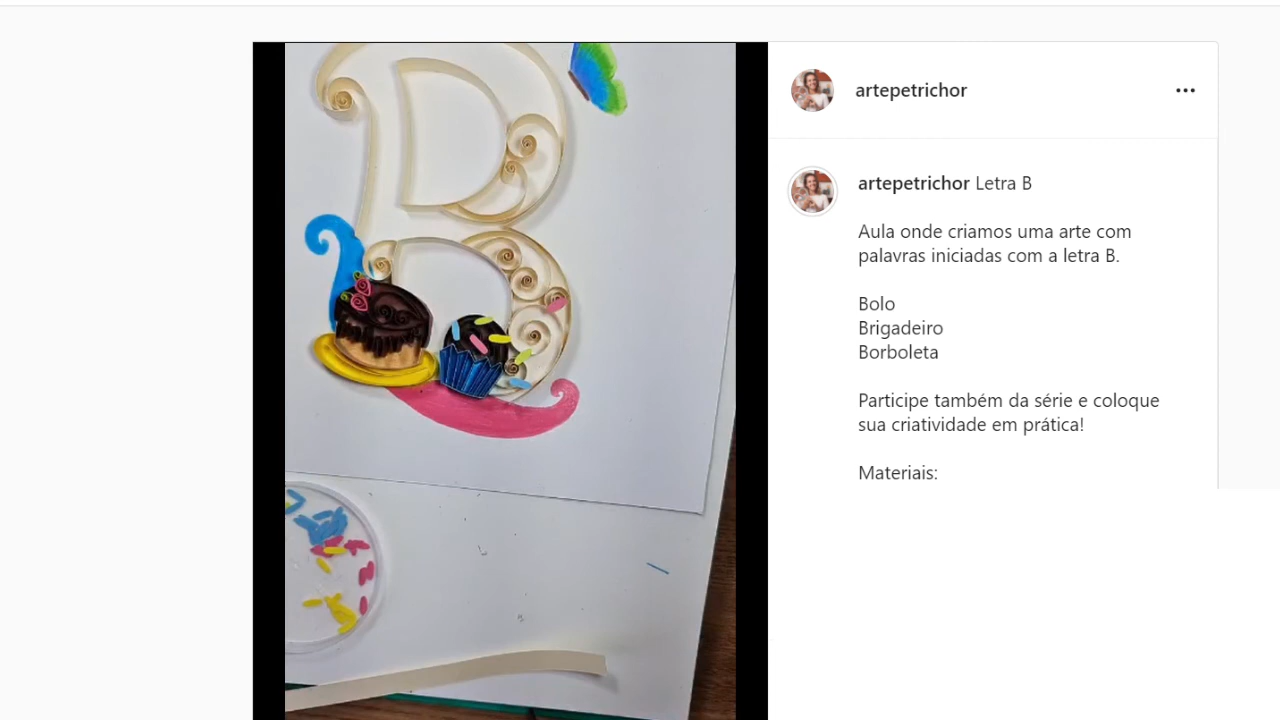 artepetrichor
artepetrichor Letra B
Aula onde criamos uma arte com
palavras iniciadas com a letra B.
Bolo
Brigadeiro
Borboleta
Participe também da série e coloque
sua criatividade em prática!
Materiais: